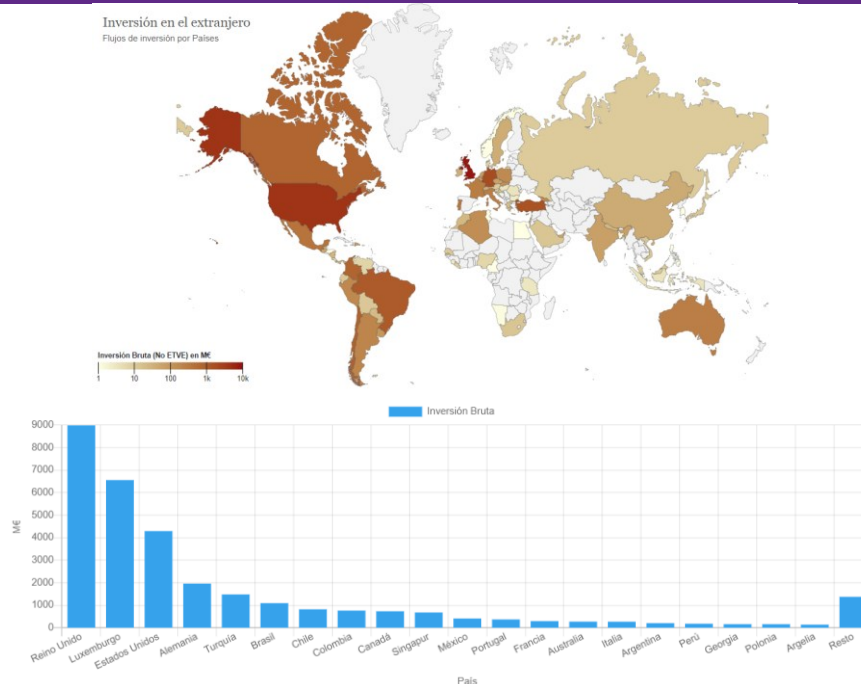 Inversión en el extranjero
Flujos de inversión por Países
Inversión Bruta (No ETVE) en M€
1 10 100 1k 10k
Inversión Bruta
9000
8000
7000
6000
5000
4000
3000
2000
1000
0
M€
Reino Unido Luxemburgo Estados Unidos Alemania Turquía Brasil Chile Colombia Canadá Singapur México Portugal Francia Australia Italia Argentina Perú Georgia Polonia Argelia Resto
País